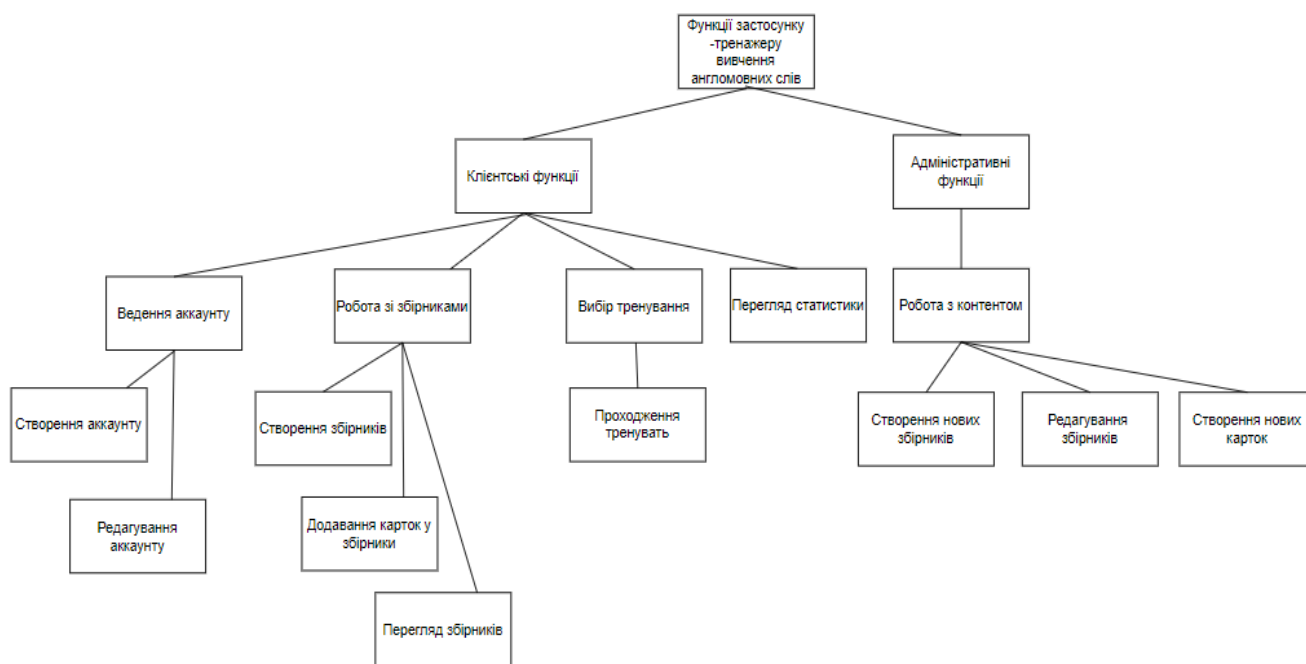 Функції застосунку
-тренажеру
вивчення
англомовних слів
Клієнтські функції
Адміністративні
функції
Ведення аккаунту
Робота зі збірниками
Вибір тренування
Перегляд статистики
Робота з контентом
Створення аккаунту
Створення збірників
Проходження
тренувать
Створення нових
збірників
Редагування
збірників
Створення нових
карток
Редагування
аккаунту
Додавання карток у
збірники
Перегляд збірників